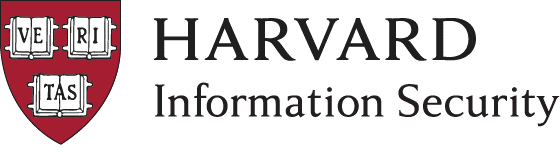 VE RI
TAS
HARVARD
Information Security